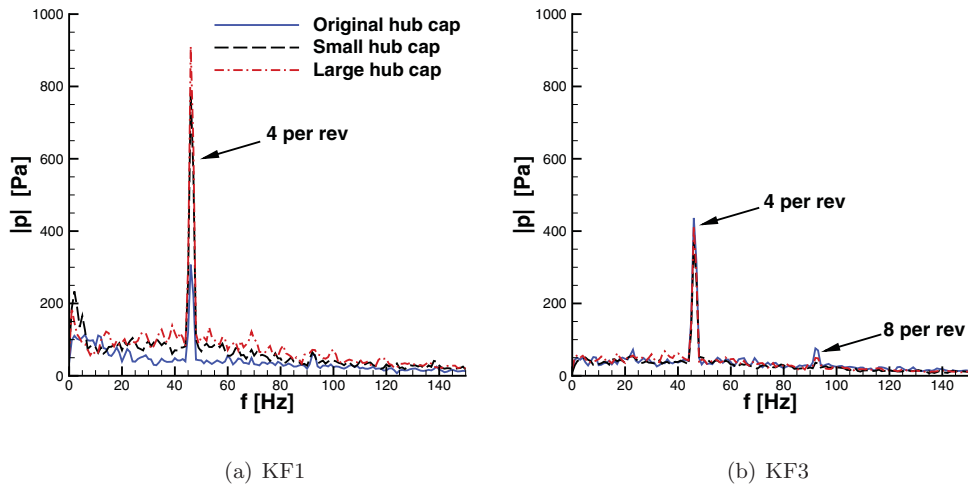 Original hub cap
Small hub cap
Large hub cap
4 per rev
|p| [Pa]
1000
800
600
400
200
0
0 20 40 60 80 100 120 140
f [Hz]
(a) KF1
4 per rev
8 per rev
|p| [Pa]
1000
800
600
400
200
0
0 20 40 60 80 100 120 140
f [Hz]
(b) KF3